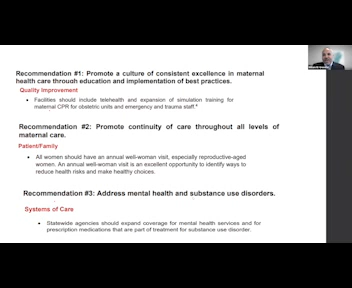 Recommendation #1: Promote a culture of consistent excellence in maternal
health care through education and implementation of best practices.
Quality Improvement
• Facilities should include telehealth and expansion of simulation training for
maternal CPR for obstetric units and emergency and trauma staff.
Recommendation #2: Promote continuity of care throughout all levels of
maternal care.
Patient/Family
• All women should have an annual well-woman visit, especially reproductive-aged
women. An annual well-woman visit is an excellent opportunity to identify ways to
reduce health risks and make healthy choices.
Recommendation #3: Address mental health and substance use disorders.
Systems of Care
• Statewide agencies should expand coverage for mental health services and for
prescription medications that are part of treatment for substance use disorder.